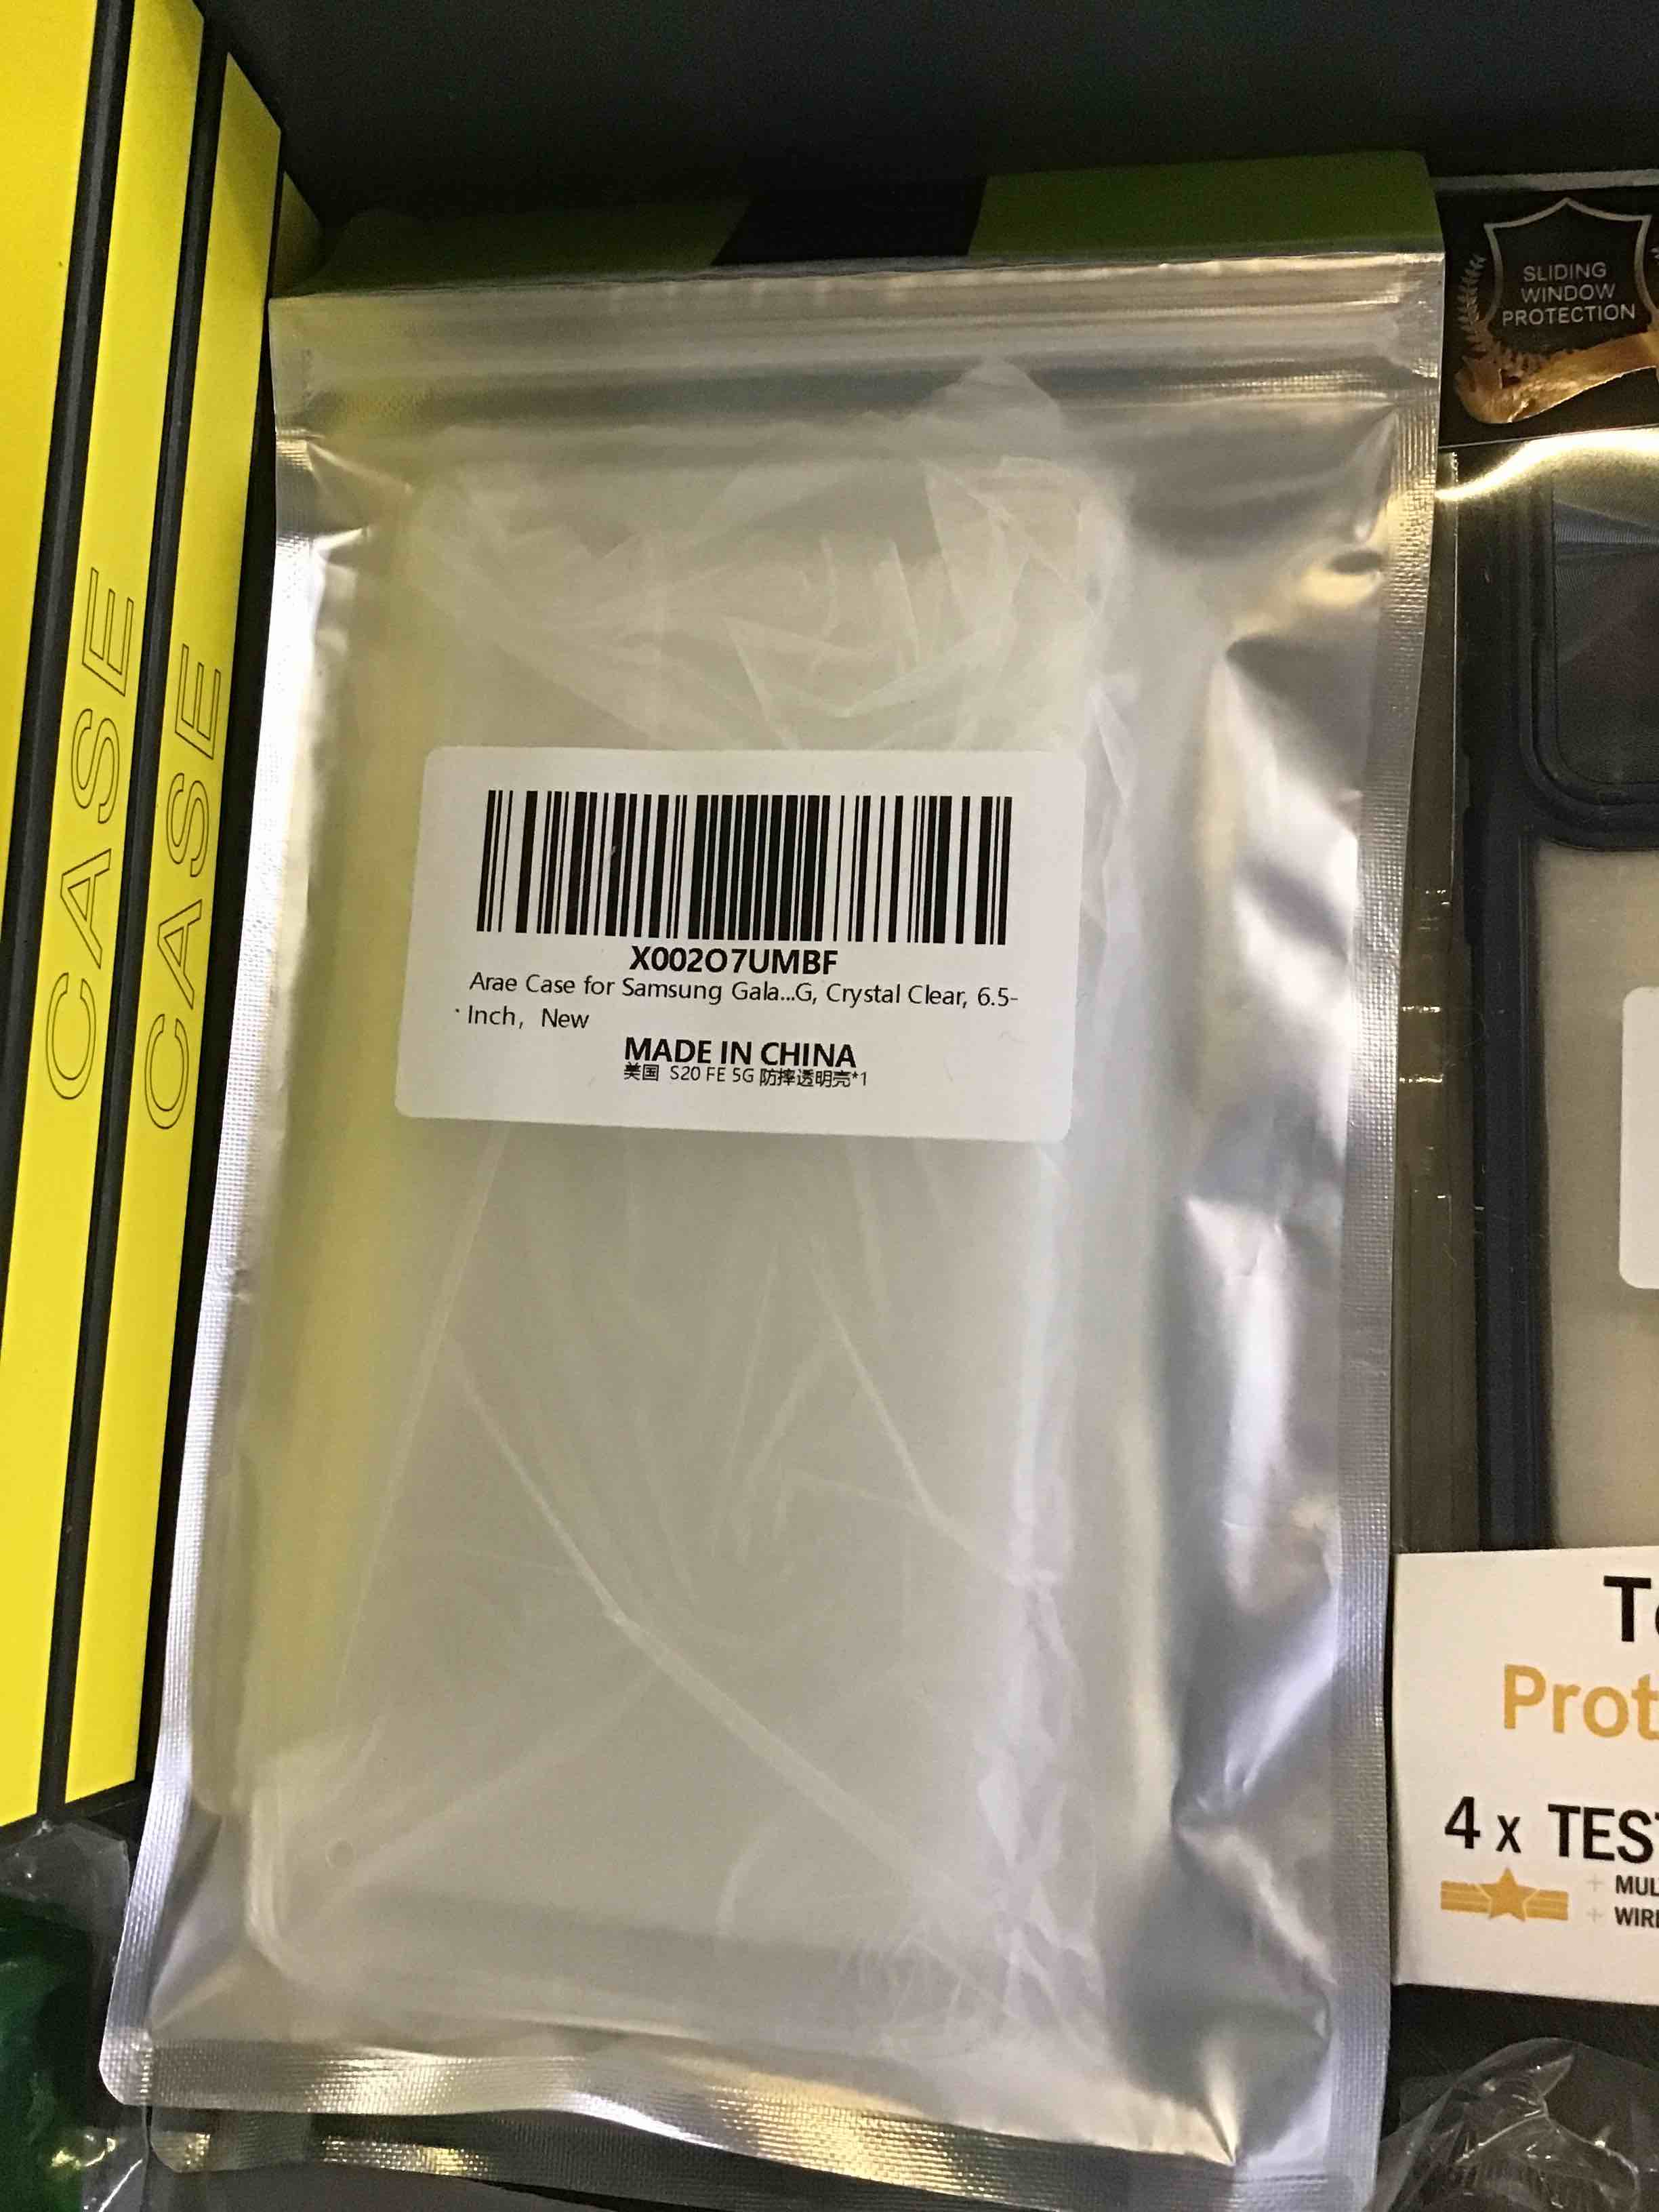 CASE
CASE
SLIDING
WINDOW
PROTECTION
X002O7UMBF
Arae Case for Samsung Gala...G, Crystal Clear, 6.5-
Inch, New
MADE IN CHINA
美国 S20 FE 5G 防摔透明壳*1
4 x